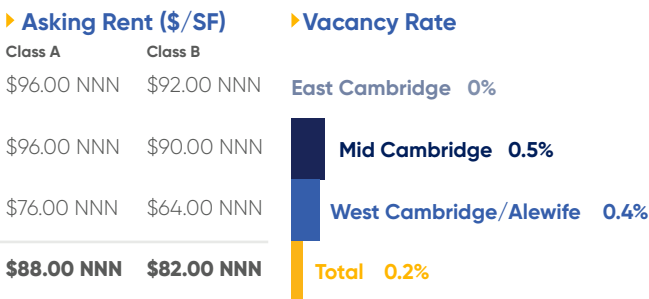 Asking Rent ($/SF)
Class A Class B
$96.00 NNN $92.00 NNN
$96.00 NNN $90.00 NNN
$76.00 NNN $64.00 NNN
$88.00 NNN $82.00 NNN
Vacancy Rate
East Cambridge 0%
Mid Cambridge 0.5%
West Cambridge/Alewife 0.4%
Total 0.2%